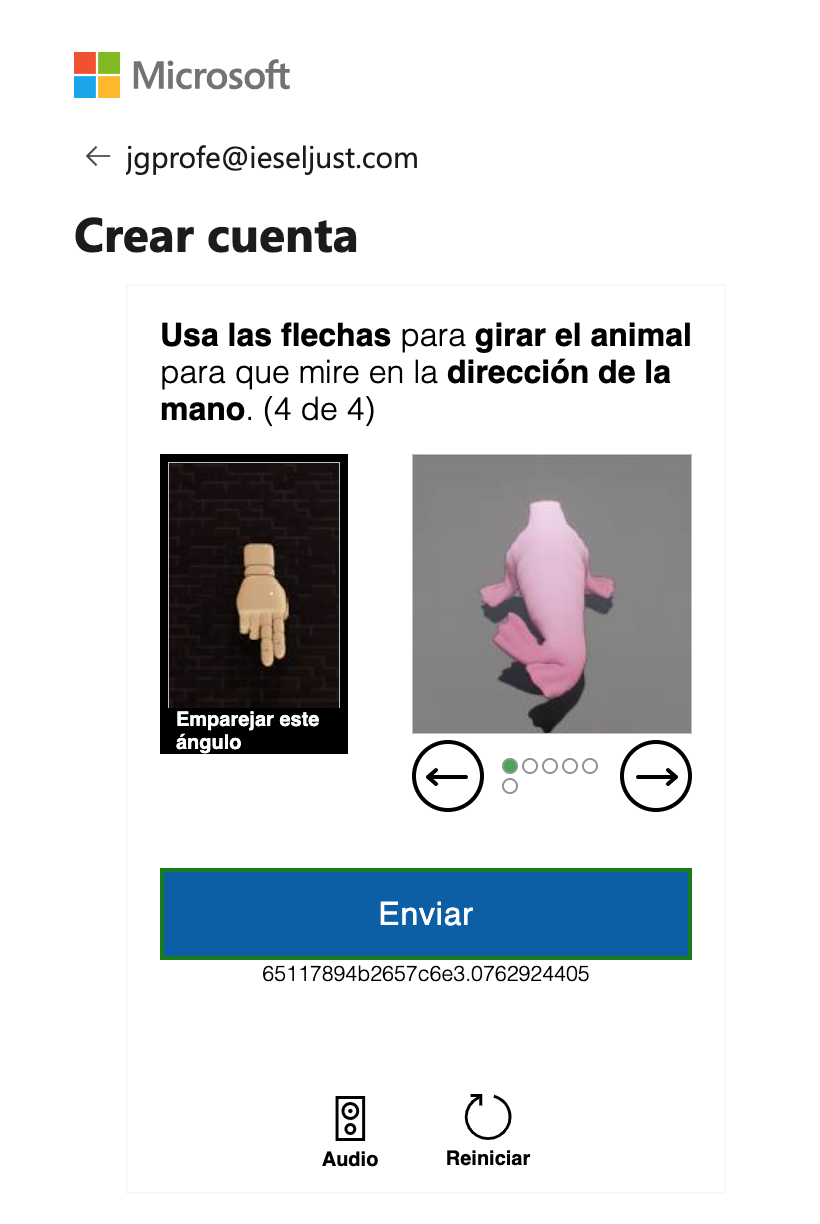 Microsoft
jgprofe@ieseljust.com
Crear cuenta
Usa las flechas para girar el animal
para que mire en la dirección de la
mano. (4 de 4)
Emparejar este
ángulo
Enviar
65117894b2657c6e3.0762924405
Audio
Reiniciar